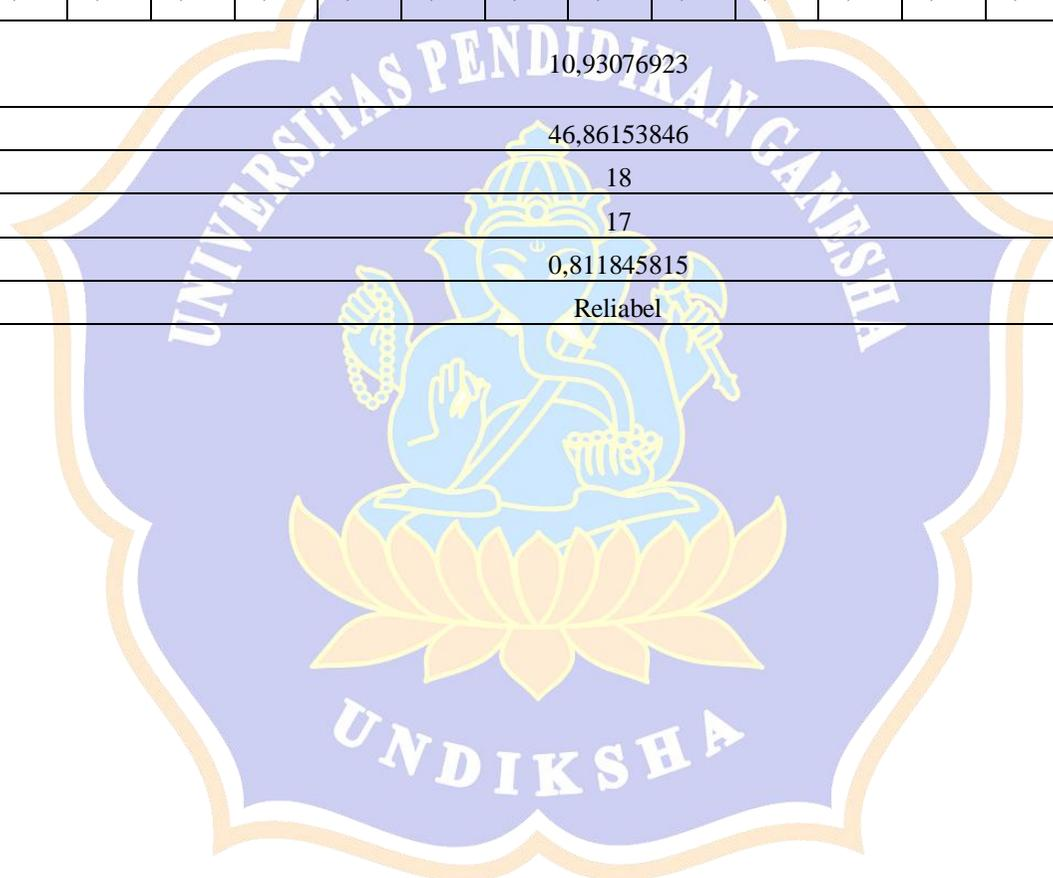 UNIVERSITAS PENDIDIKAN GANESHA
10,93076923
46,86153846
18
17
0,811845815
Reliabel
UNDIKSHA